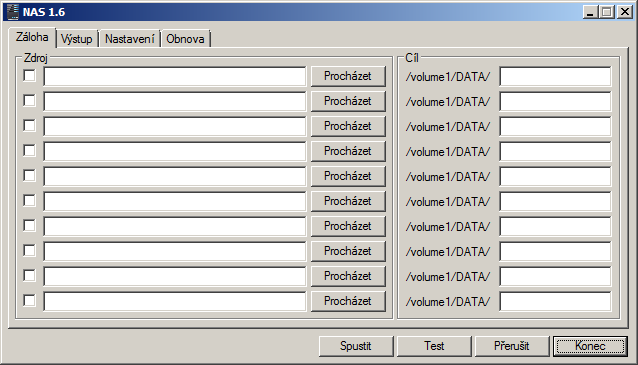 NAS 1.6
Záloha Výstup Nastavení Obnova
Zdroj Cíl
Procházet /volume1/DATA/
Procházet /volume1/DATA/
Procházet /volume1/DATA/
Procházet /volume1/DATA/
Procházet /volume1/DATA/
Procházet /volume1/DATA/
Procházet /volume1/DATA/
Procházet /volume1/DATA/
Procházet /volume1/DATA/
Procházet /volume1/DATA/
Spustit Test Přerušit Konec